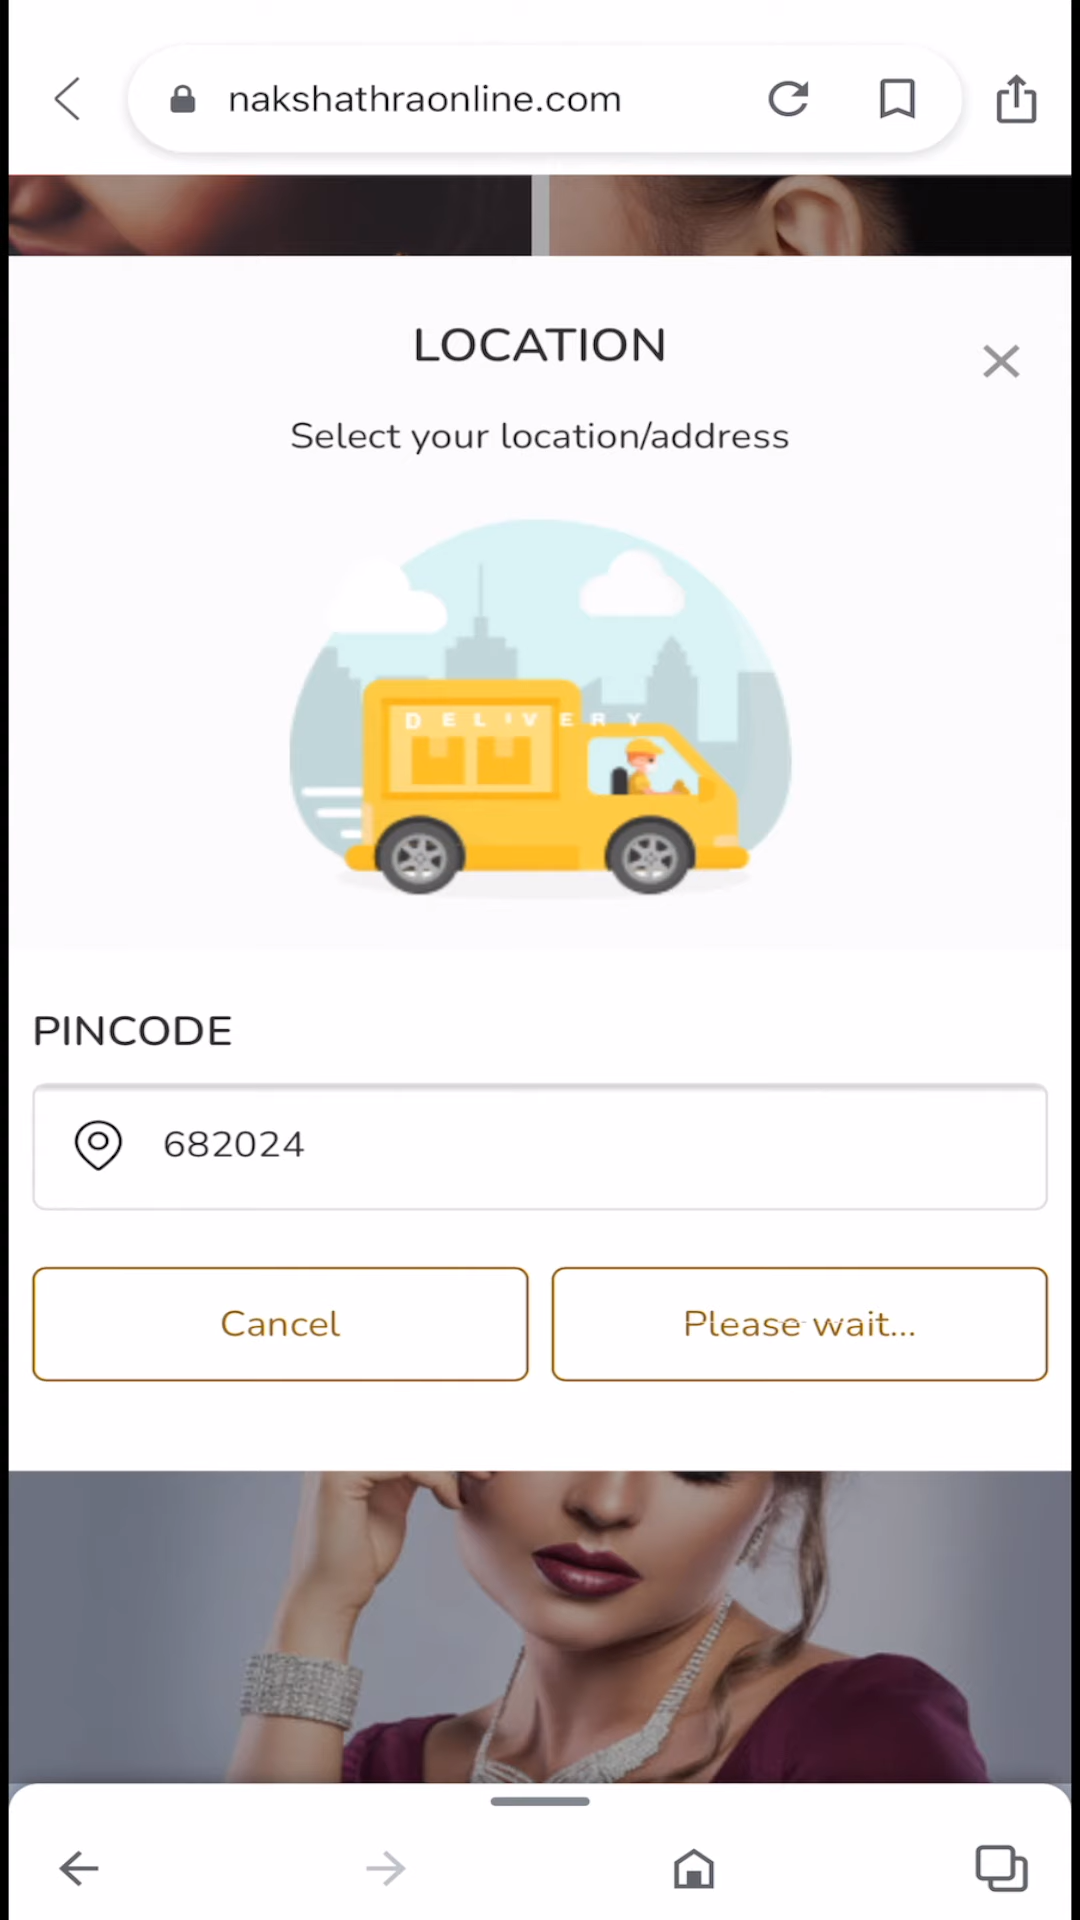 nakshathraonline.com
LOCATION
Select your location/address
DELIVERY
PINCODE
682024
Cancel
Please wait...